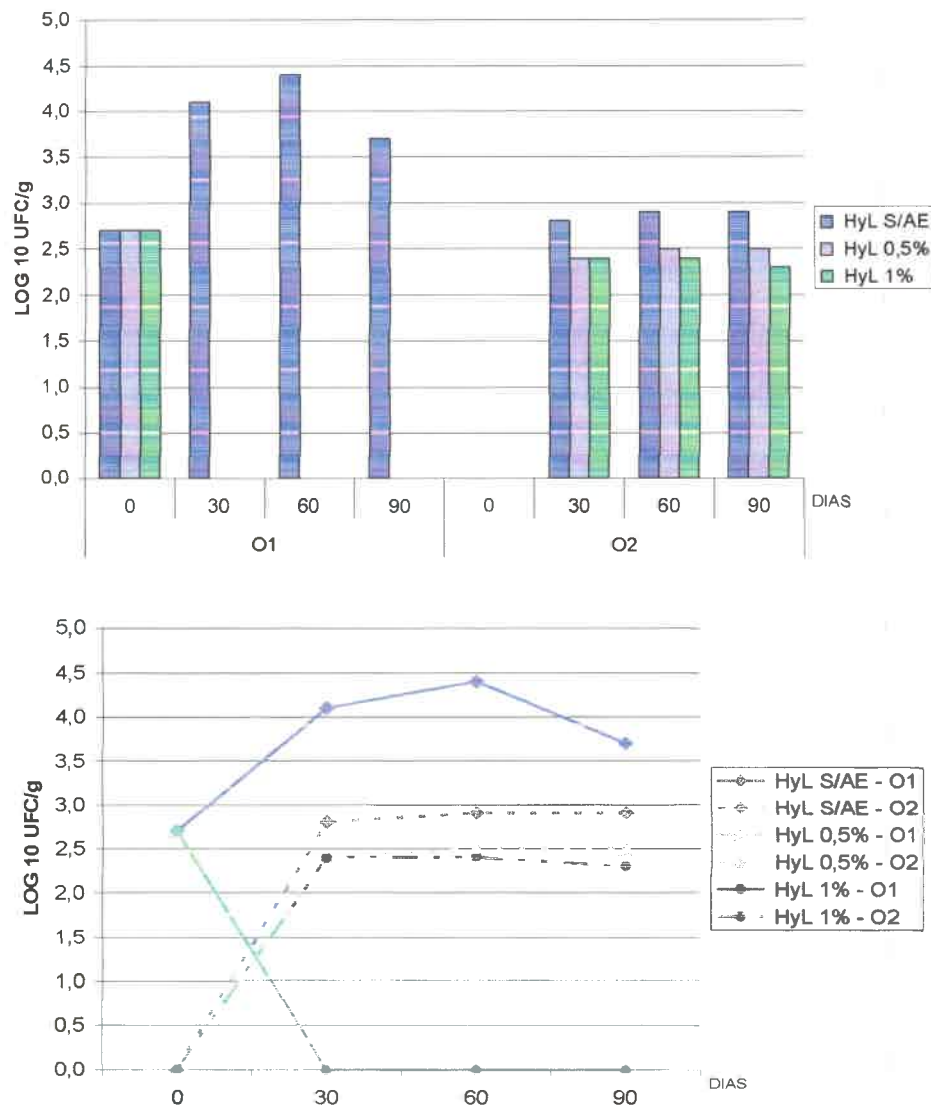 5,0
4,5
4,0
3,5
3,0
2,5
2,0
1,5
1,0
0,5
0,0
LOG 10 UFC/g
HyL S/AE
HyL 0,5%
HyL 1%
0 30 60 90 0 30 60 90 DIAS
O1 O2
5,0
4,5
4,0
3,5
3,0
2,5
2,0
1,5
1,0
0,5
0,0
LOG 10 UFC/g
HyL S/AE - O1
HyL S/AE - O2
HyL 0,5% - O1
HyL 0,5% - O2
HyL 1% - O1
HyL 1% - O2
0 30 60 90 DIAS